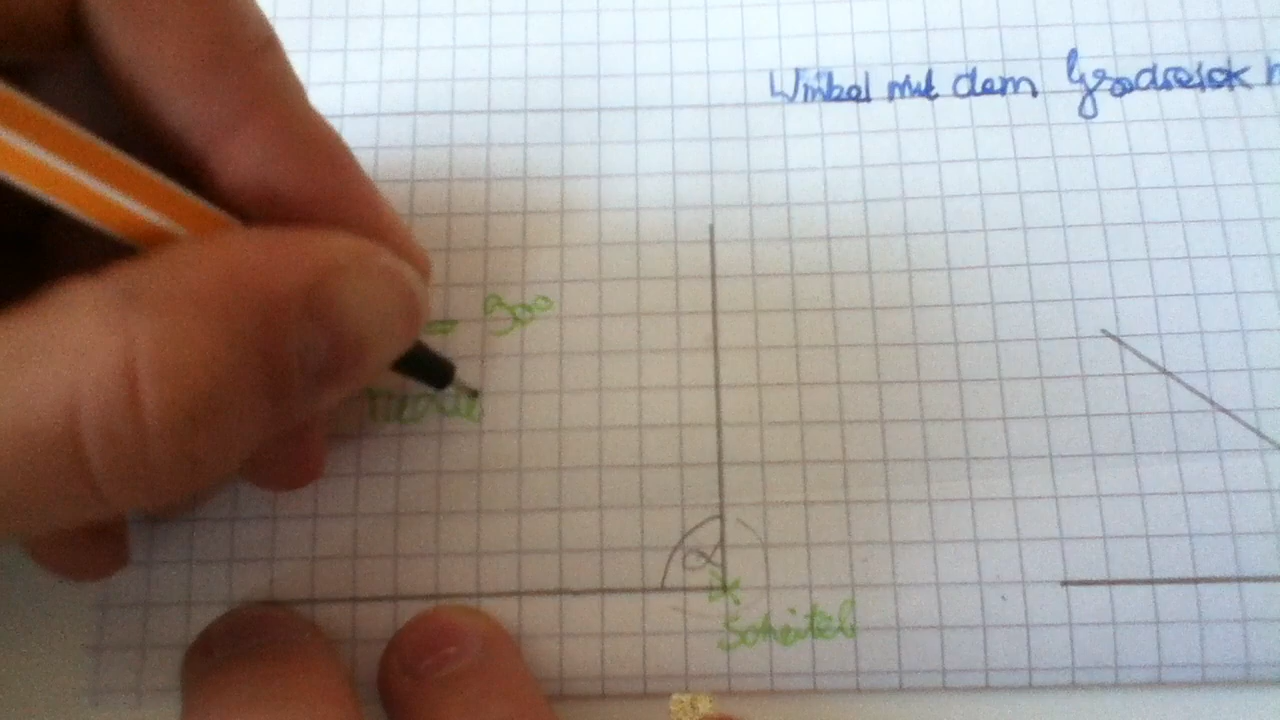 Winkel mit dem Geodreieck
= 90°
α
Scheitel